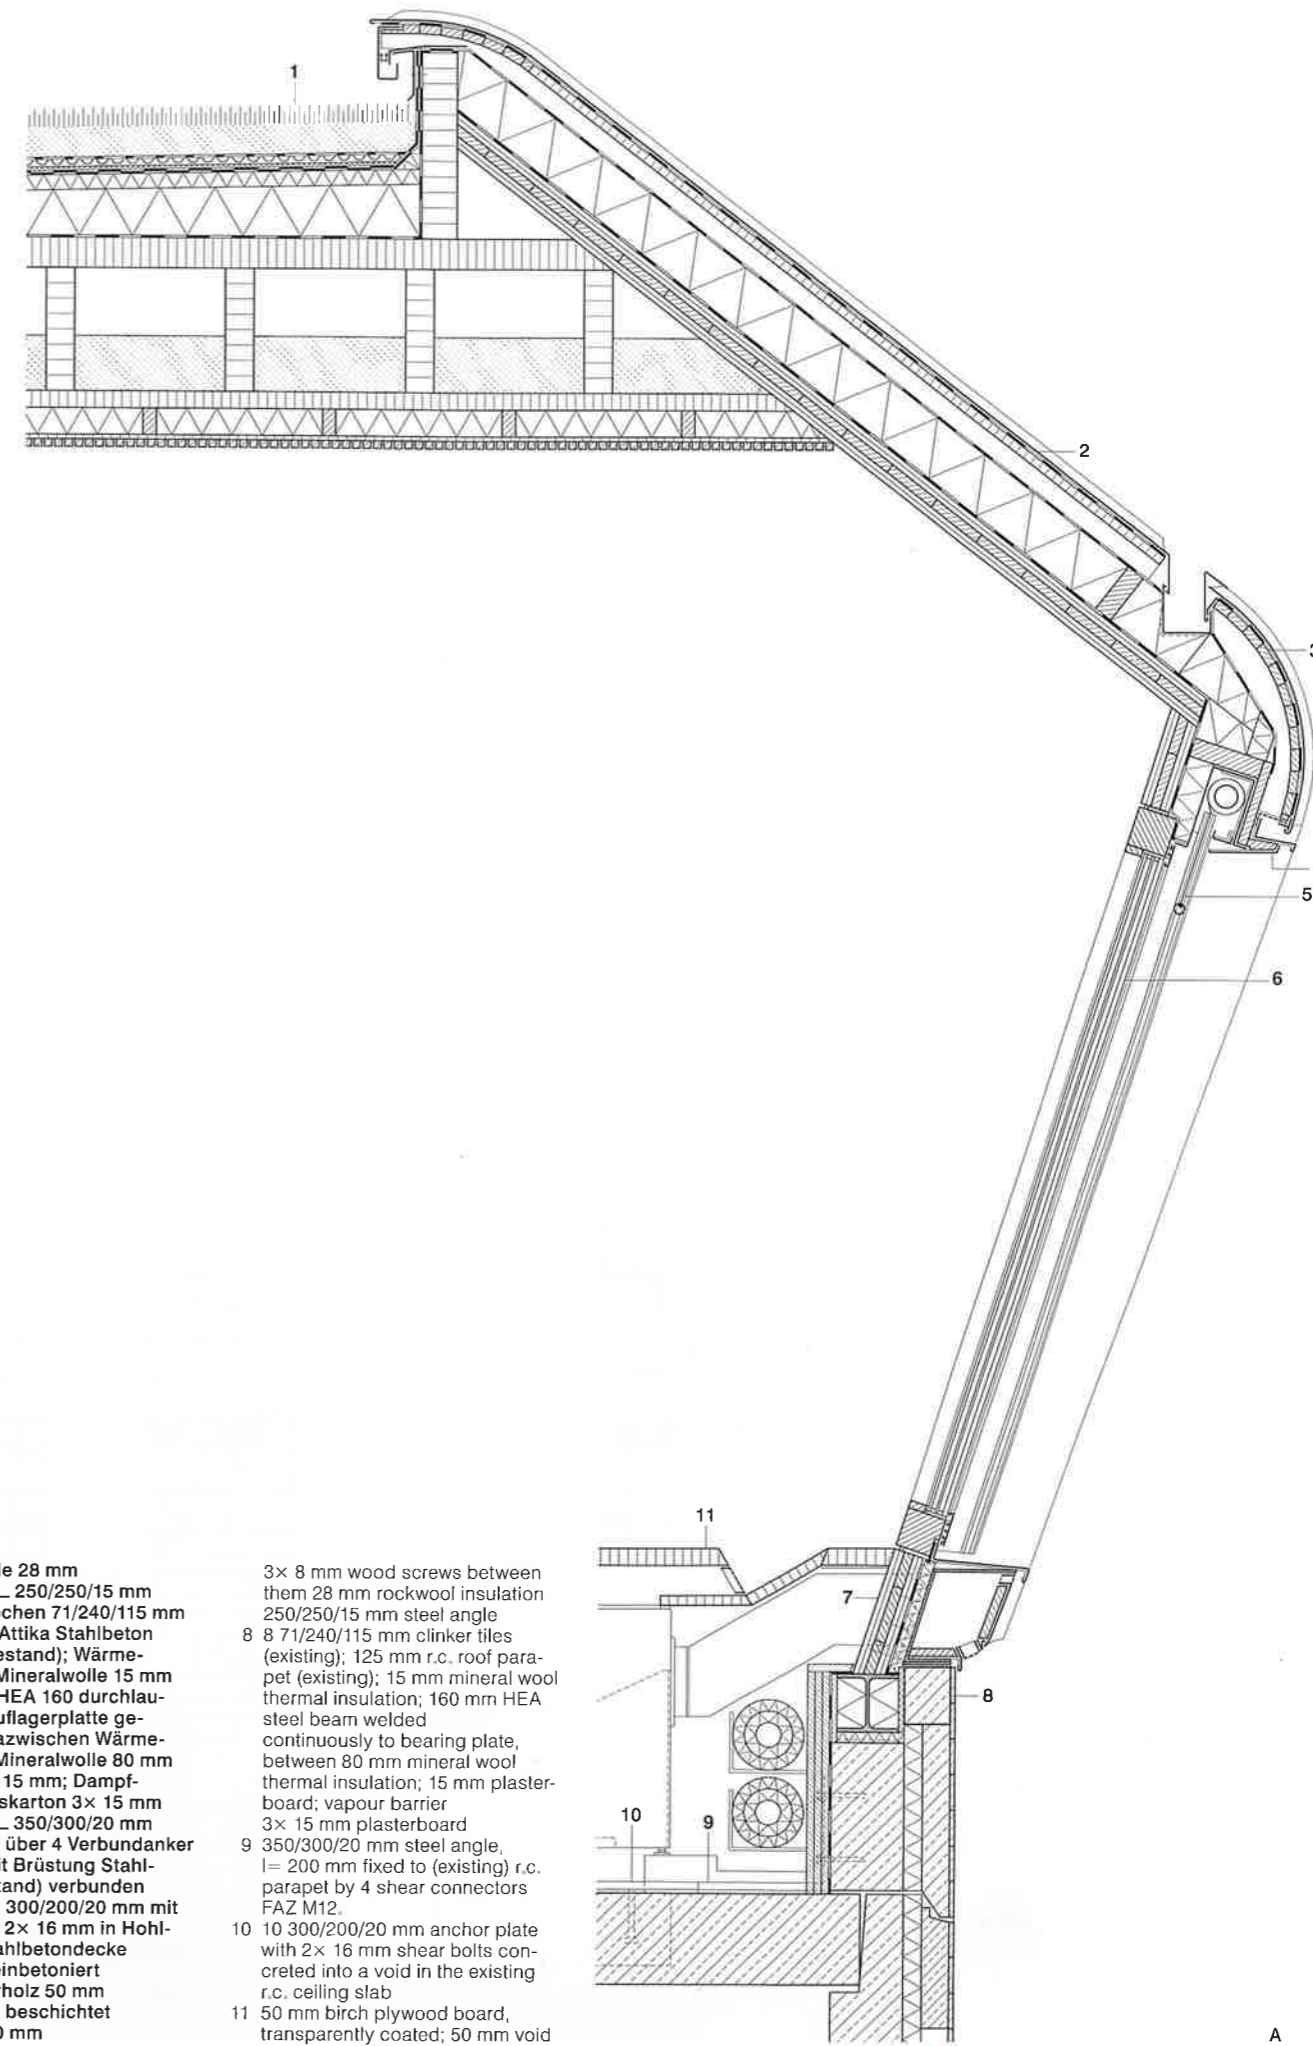 1
2
5
6
11
7
8
10
9
le 28 mm
∟ 250/250/15 mm
chen 71/240/115 mm
Attika Stahlbeton
estand); Wärme-
Mineralwolle 15 mm
HEA 160 durchlau-
uflagerplatte ge-
azwischen Wärme-
Mineralwolle 80 mm
15 mm; Dampf-
skarton 3× 15 mm
∟ 350/300/20 mm
über 4 Verbundanker
it Brüstung Stahl-
tand) verbunden
300/200/20 mm mit
2× 16 mm in Hohl-
ahlbetondecke
einbetoniert
rholz 50 mm
beschichtet
0 mm
3× 8 mm wood screws between
them 28 mm rockwool insulation
250/250/15 mm steel angle
8 8 71/240/115 mm clinker tiles
(existing); 125 mm r.c. roof para-
pet (existing); 15 mm mineral wool
thermal insulation; 160 mm HEA
steel beam welded
continuously to bearing plate,
between 80 mm mineral wool
thermal insulation; 15 mm plaster-
board; vapour barrier
3× 15 mm plasterboard
9 350/300/20 mm steel angle,
l= 200 mm fixed to (existing) r.c.
parapet by 4 shear connectors
FAZ M12.
10 10 300/200/20 mm anchor plate
with 2× 16 mm shear bolts con-
creted into a void in the existing
r.c. ceiling slab
11 50 mm birch plywood board,
transparently coated; 50 mm void
A